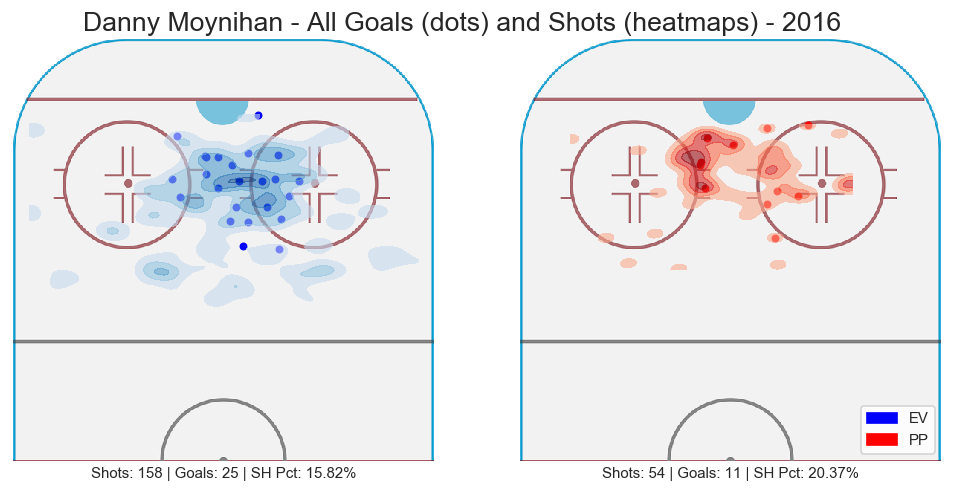 Danny Moynihan - All Goals (dots) and Shots (heatmaps) - 2016
EV
PP
Shots: 158 | Goals: 25 | SH Pct: 15.82%
Shots: 54 | Goals: 11 | SH Pct: 20.37%